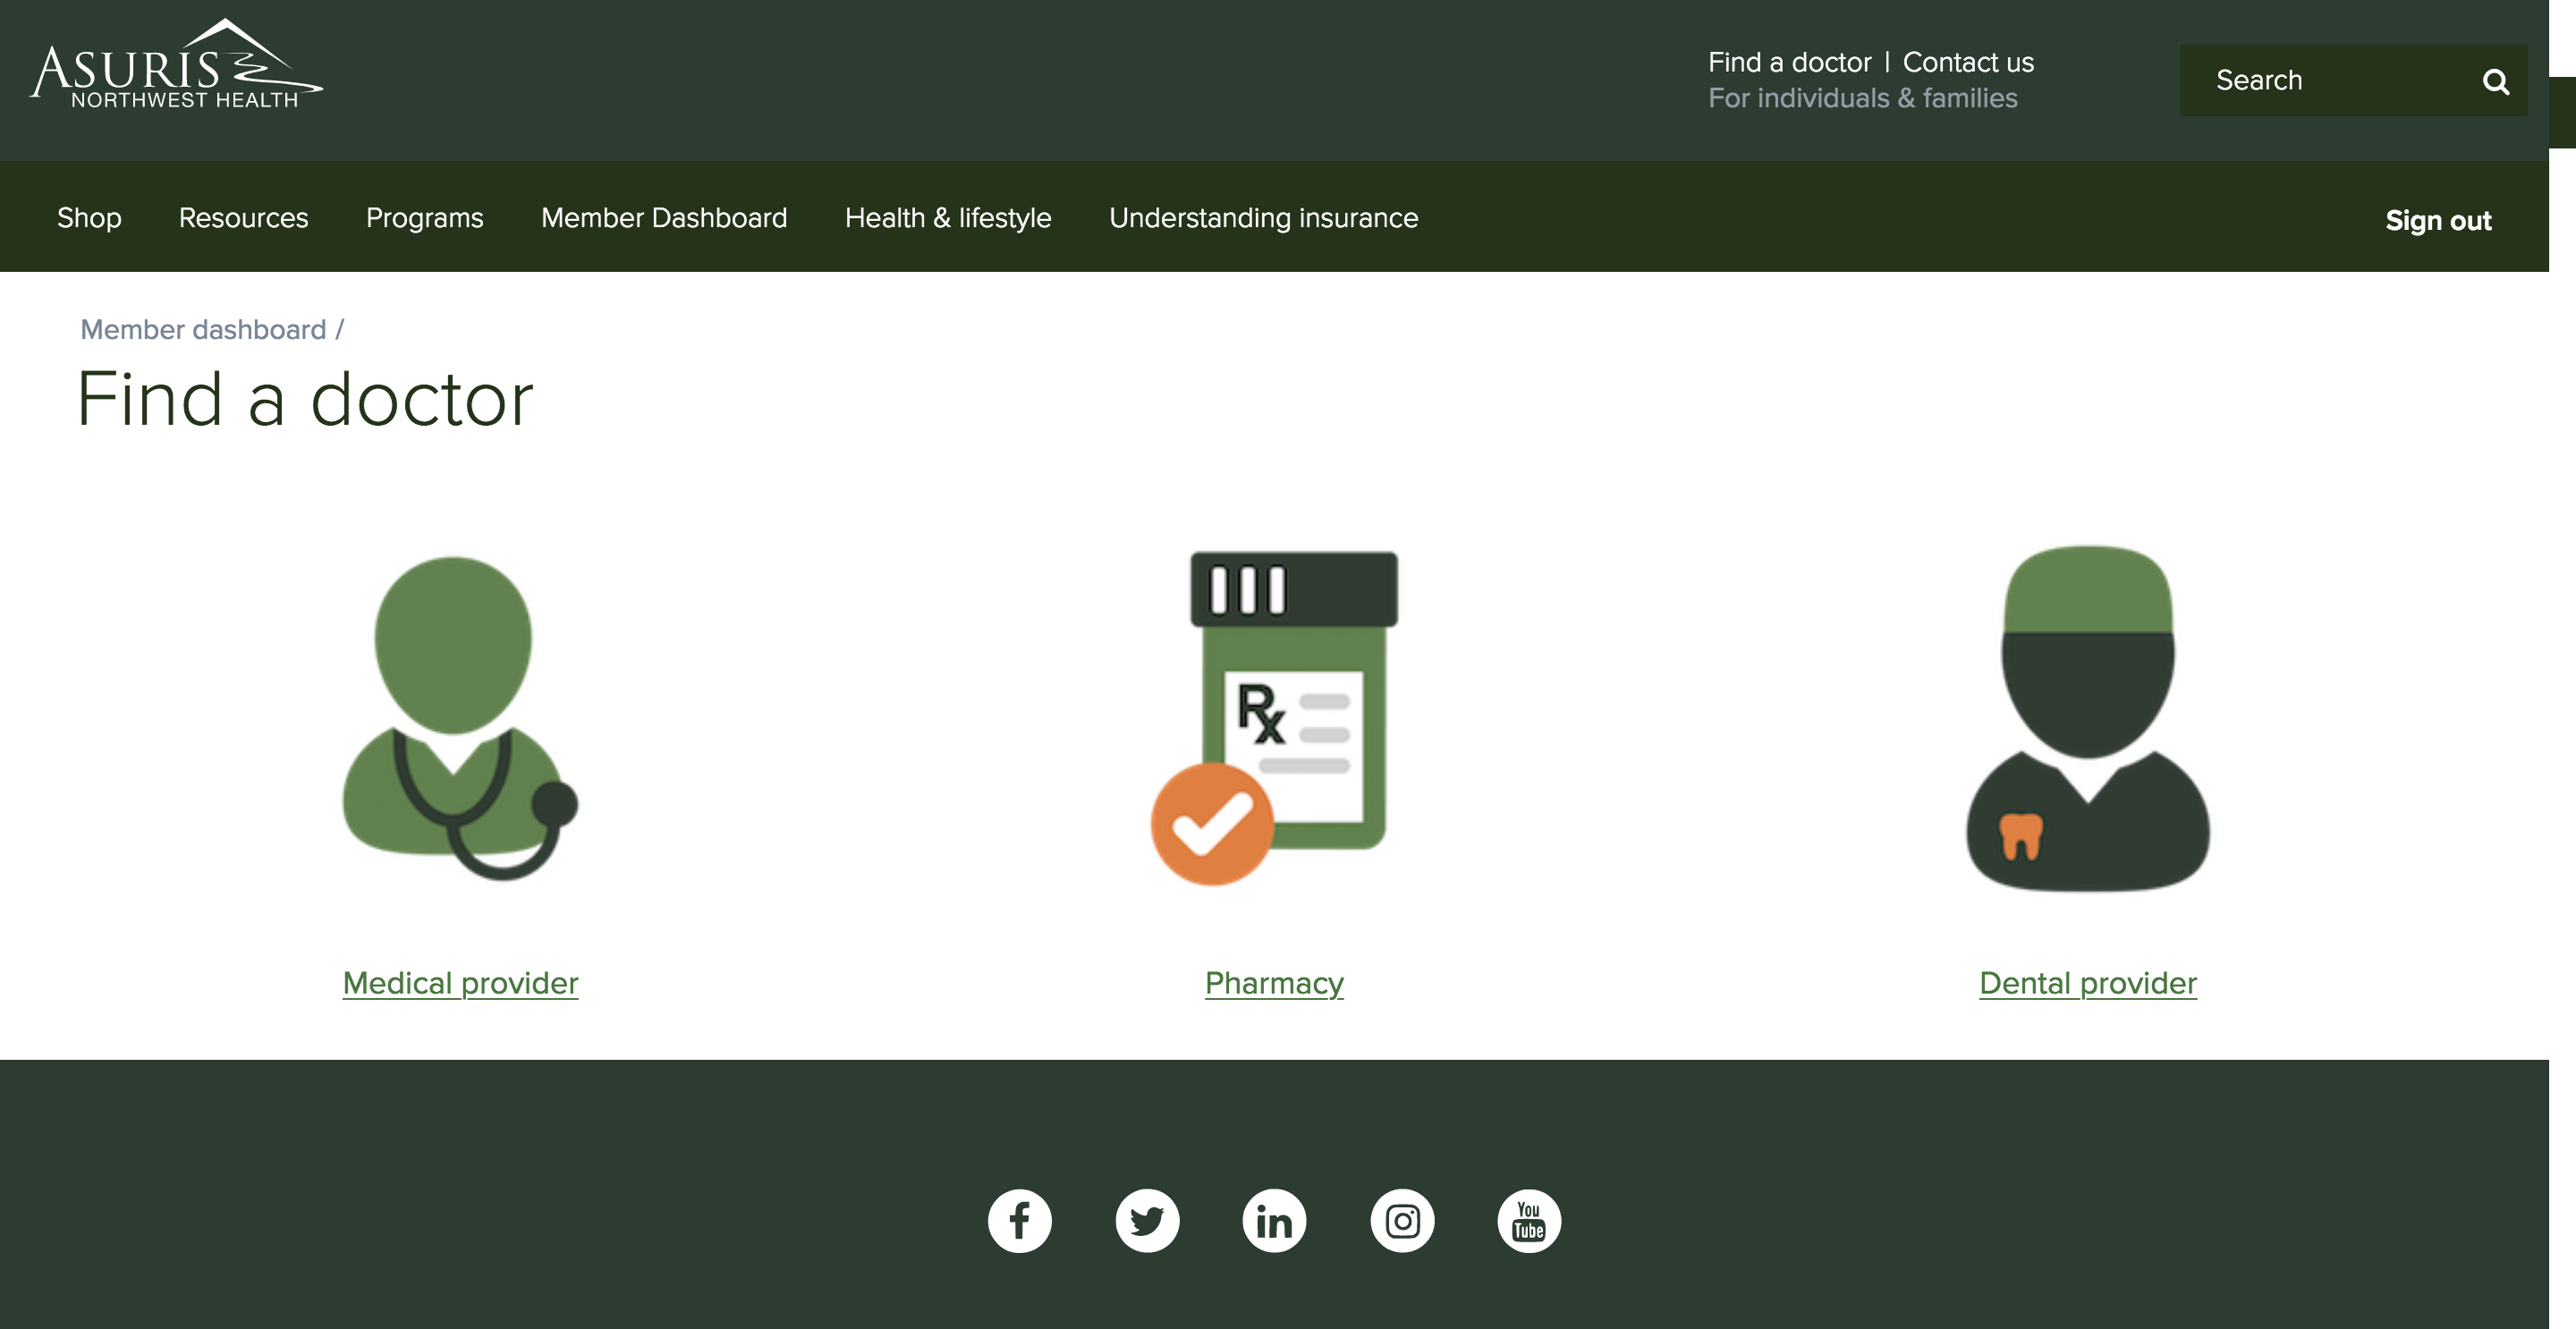 ASURIS
NORTHWEST HEALTH
Find a doctor | Contact us
For individuals & families
Search
Shop Resources Programs Member Dashboard Health & lifestyle Understanding insurance Sign out
Member dashboard /
Find a doctor
Rx
Medical provider Pharmacy Dental provider
f in You
Tube